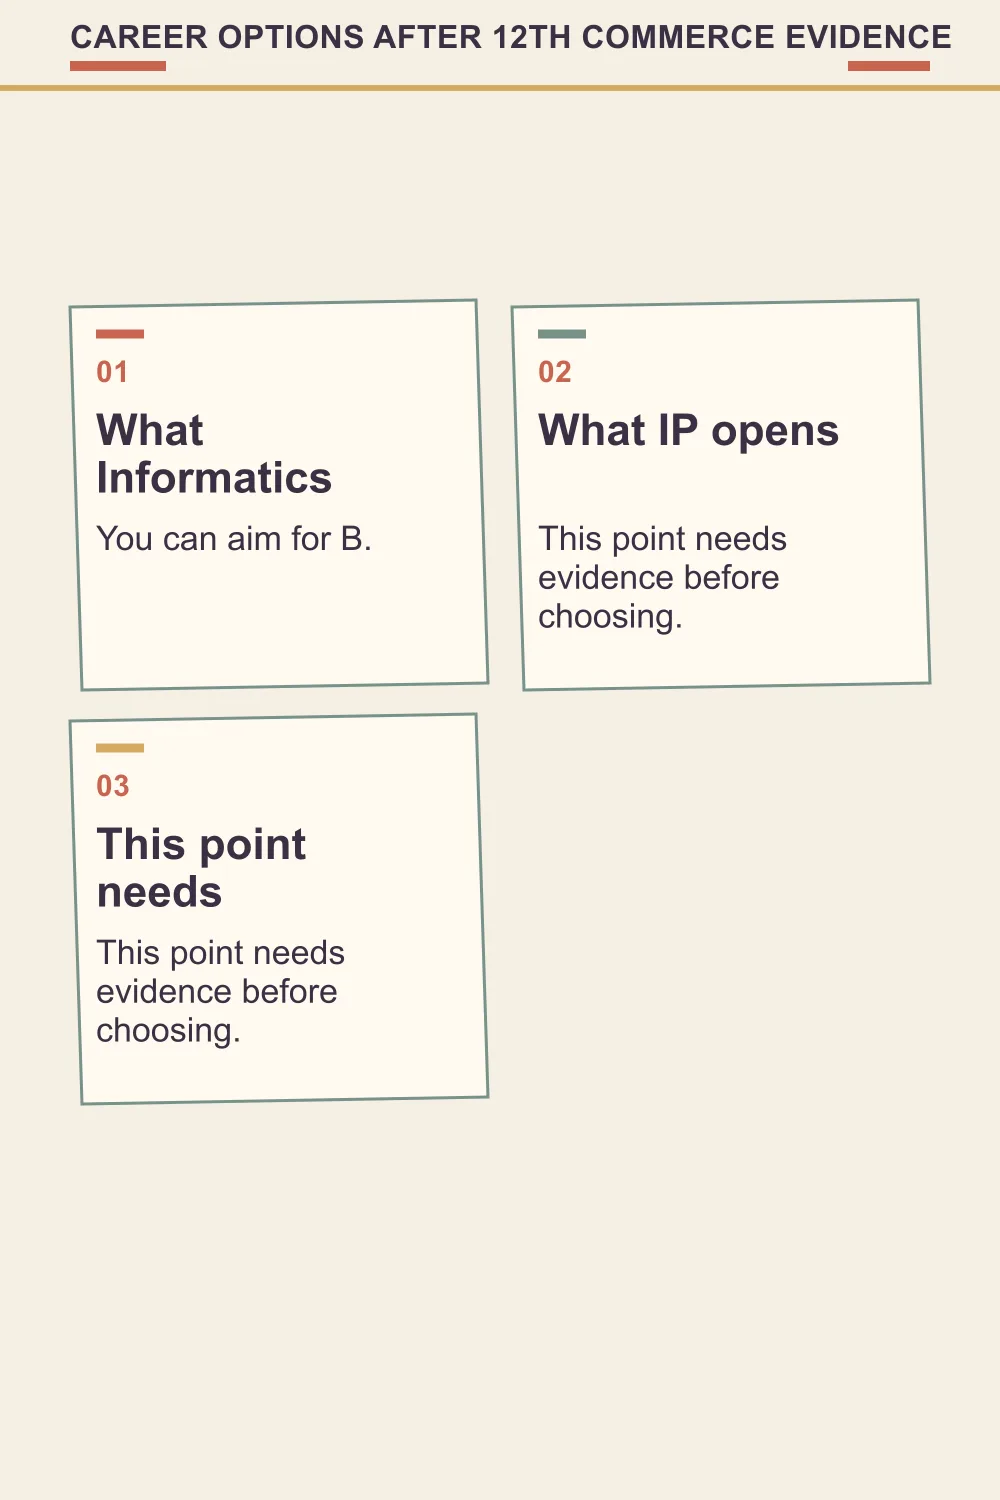 CAREER OPTIONS AFTER 12TH COMMERCE EVIDENCE
01
What
Informatics
You can aim for B.
02
What IP opens
This point needs
evidence before
choosing.
03
This point
needs
This point needs
evidence before
choosing.